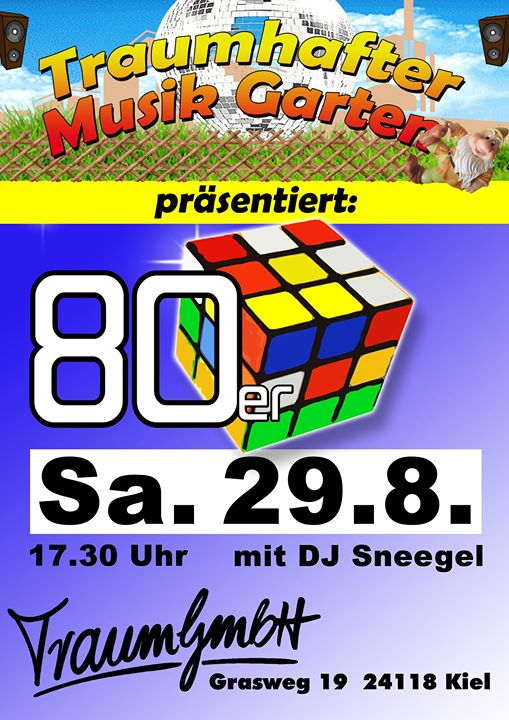 Traumhafter
Musik Garten
präsentiert:
80er
Sa. 29.8.
17.30 Uhr mit DJ Sneegel
TraumGmbH
Grasweg 19 24118 Kiel